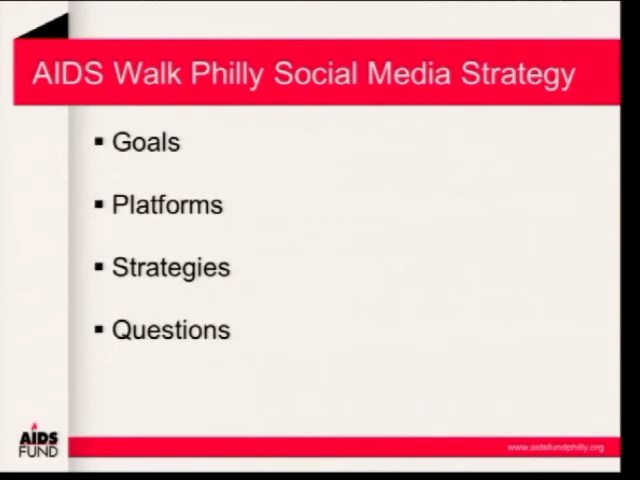 AIDS Walk Philly Social Media Strategy
▪ Goals
▪ Platforms
▪ Strategies
▪ Questions
AIDS
FUND
www.aidsfundphilly.org